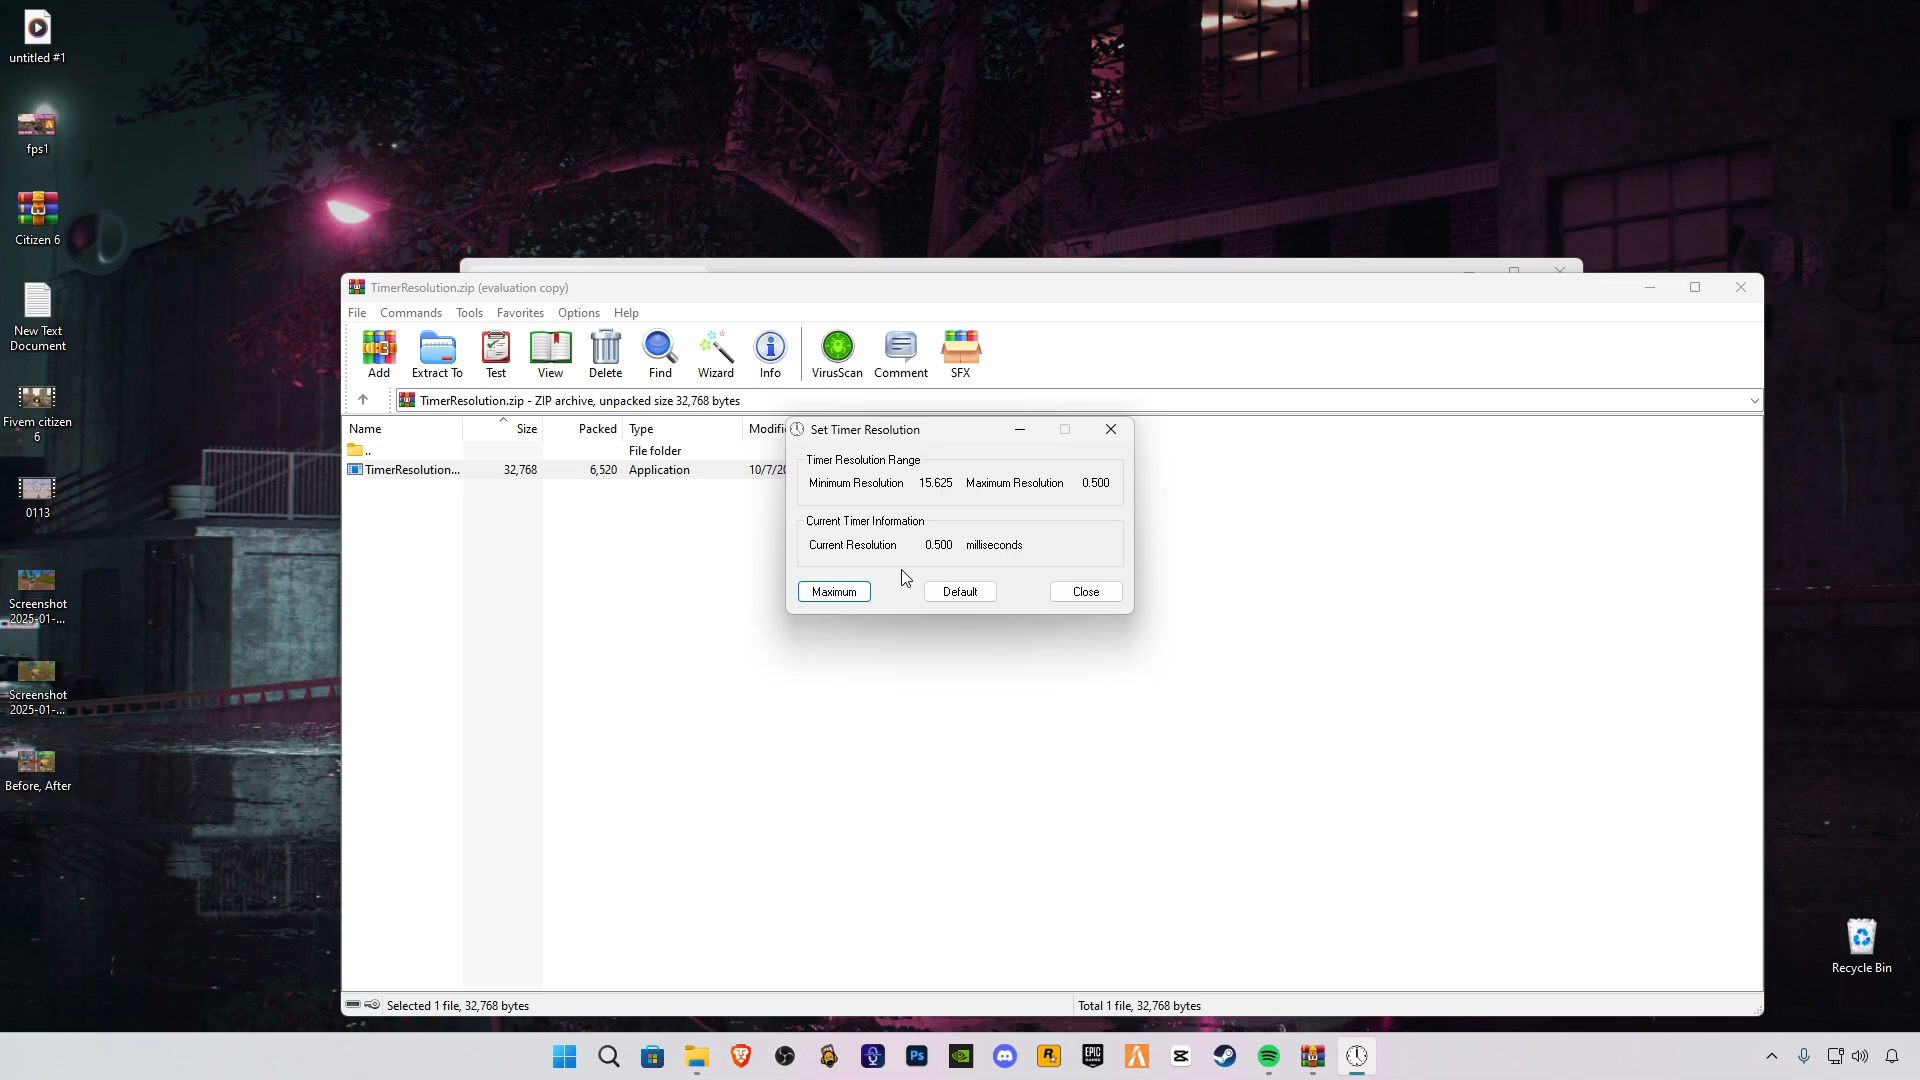 untitled #1
fps1
Citizen 6
New Text
Document
Fivem citizen
6
0113
Screenshot
2025-01-...
Screenshot
2025-01-...
Before, After
TimerResolution.zip (evaluation copy)
File Commands Tools Favorites Options Help
Add Extract To Test View Delete Find Wizard Info VirusScan Comment SFX
TimerResolution.zip - ZIP archive, unpacked size 32,768 bytes
Name Size Packed Type Modifi
.. File folder
TimerResolution... 32,768 6,520 Application 10/7/20
Set Timer Resolution
Timer Resolution Range
Minimum Resolution 15.625 Maximum Resolution 0.500
Current Timer Information
Current Resolution 0.500 milliseconds
Maximum Default Close
Selected 1 file, 32,768 bytes Total 1 file, 32,768 bytes
Recycle Bin
Ps
R
EPIC
GAMES